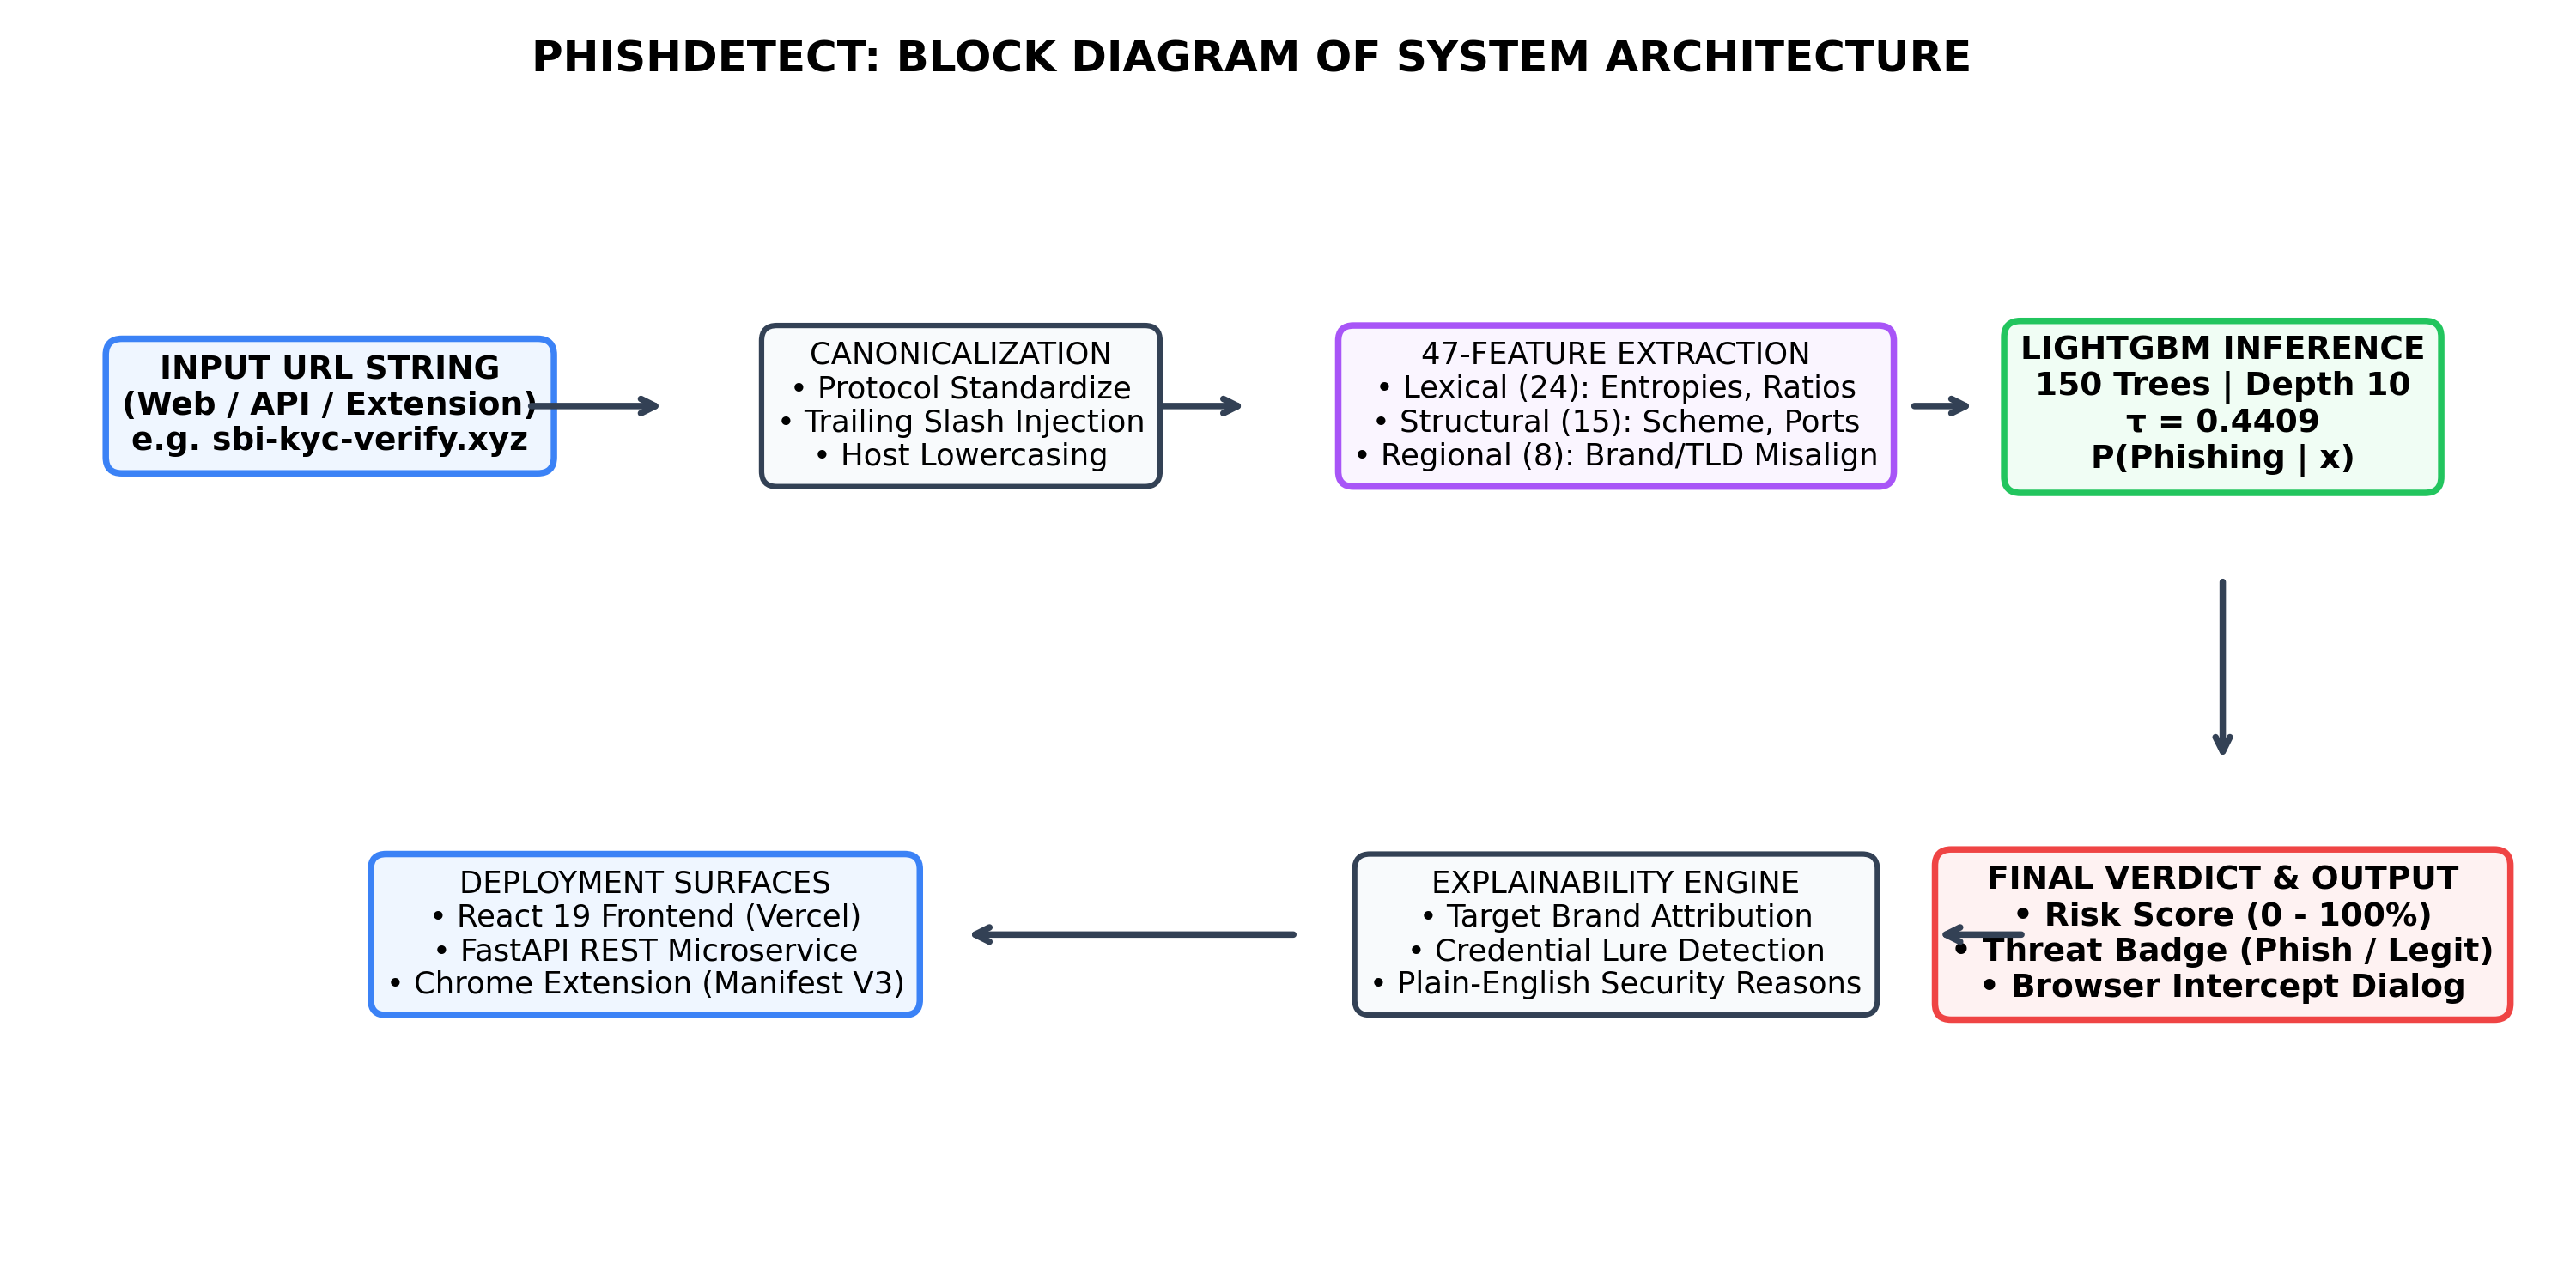 PHISHDETECT: BLOCK DIAGRAM OF SYSTEM ARCHITECTURE
INPUT URL STRING
(Web / API / Extension)
e.g. sbi-kyc-verify.xyz
CANONICALIZATION
• Protocol Standardize
• Trailing Slash Injection
• Host Lowercasing
47-FEATURE EXTRACTION
• Lexical (24): Entropies, Ratios
• Structural (15): Scheme, Ports
• Regional (8): Brand/TLD Misalign
LIGHTGBM INFERENCE
150 Trees | Depth 10
τ = 0.4409
P(Phishing | x)
DEPLOYMENT SURFACES
• React 19 Frontend (Vercel)
• FastAPI REST Microservice
• Chrome Extension (Manifest V3)
EXPLAINABILITY ENGINE
• Target Brand Attribution
• Credential Lure Detection
• Plain-English Security Reasons
FINAL VERDICT & OUTPUT
• Risk Score (0 - 100%)
• Threat Badge (Phish / Legit)
• Browser Intercept Dialog